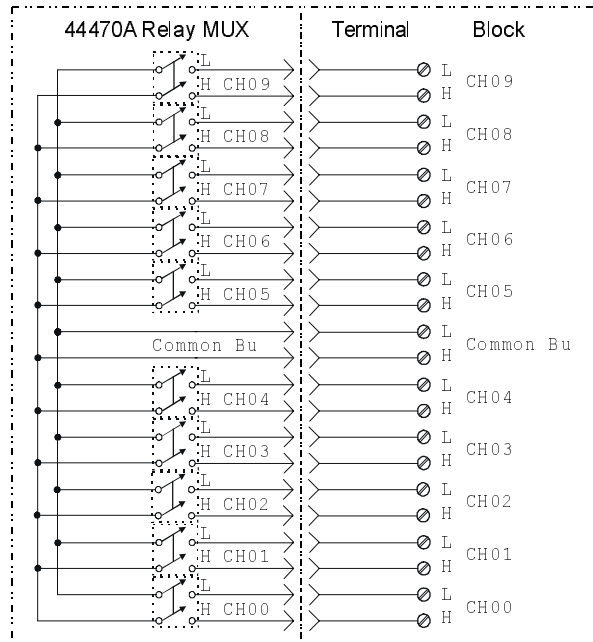 44470A Relay MUX Terminal Block
L L
H CH09 H CH09
L L
H CH08 H CH08
L L
H CH07 H CH07
L L
H CH06 H CH06
L L
H CH05 H CH05
L
Common Bu H Common Bu
L L
H CH04 H CH04
L L
H CH03 H CH03
L L
H CH02 H CH02
L L
H CH01 H CH01
L L
H CH00 H CH00